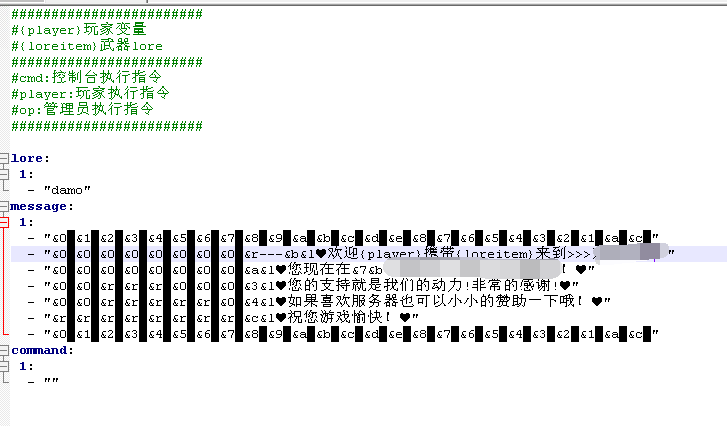 ########################
#{player}玩家变量
#{loreitem}武器lore
########################
#cmd:控制台执行指令
#player:玩家执行指令
#op:管理员执行指令
########################
lore:
1:
- "damo"
message:
1:
- "&0█&1█&2█&3█&4█&5█&6█&7█&8█&9█&a█&b█&c█&d█&e█&8█&7█&6█&5█&4█&3█&2█&1█&a█&c█"
- "&0█&0█&0█&0█&0█&0█&0█&0█&0█&r---&b&l♥欢迎{player}携带{loreitem}来到>>> "
- "&0█&0█&0█&0█&0█&0█&0█&0█&0█&a&l♥您现在在&7&b ! ♥"
- "&0█&0█&r█&r█&r█&r█&r█&0█&0█&3&l♥您的支持就是我们的动力!非常的感谢!♥"
- "&0█&0█&r█&r█&r█&r█&r█&0█&0█&4&l♥如果喜欢服务器也可以小小的赞助一下哦! ♥"
- "&r█&r█&r█&r█&r█&r█&r█&r█&r█&c&l♥祝您游戏愉快! ♥"
- "&0█&1█&2█&3█&4█&5█&6█&7█&8█&9█&a█&b█&c█&d█&e█&8█&7█&6█&5█&4█&3█&2█&1█&a█&c█"
command:
1:
- ""